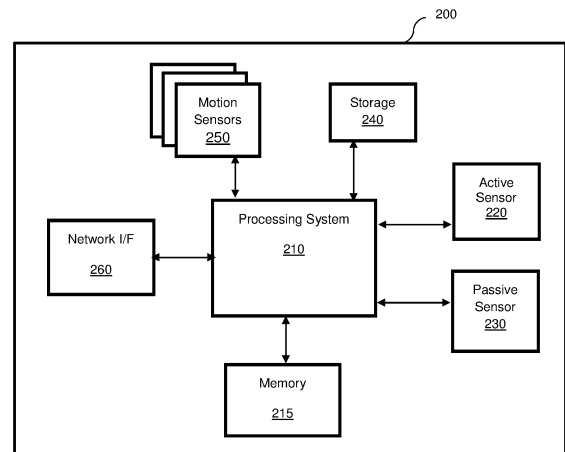 200
Motion
Sensors
250
Storage
240
Active
Sensor
220
Processing System
210
Network I/F
260
Passive
Sensor
230
Memory
215